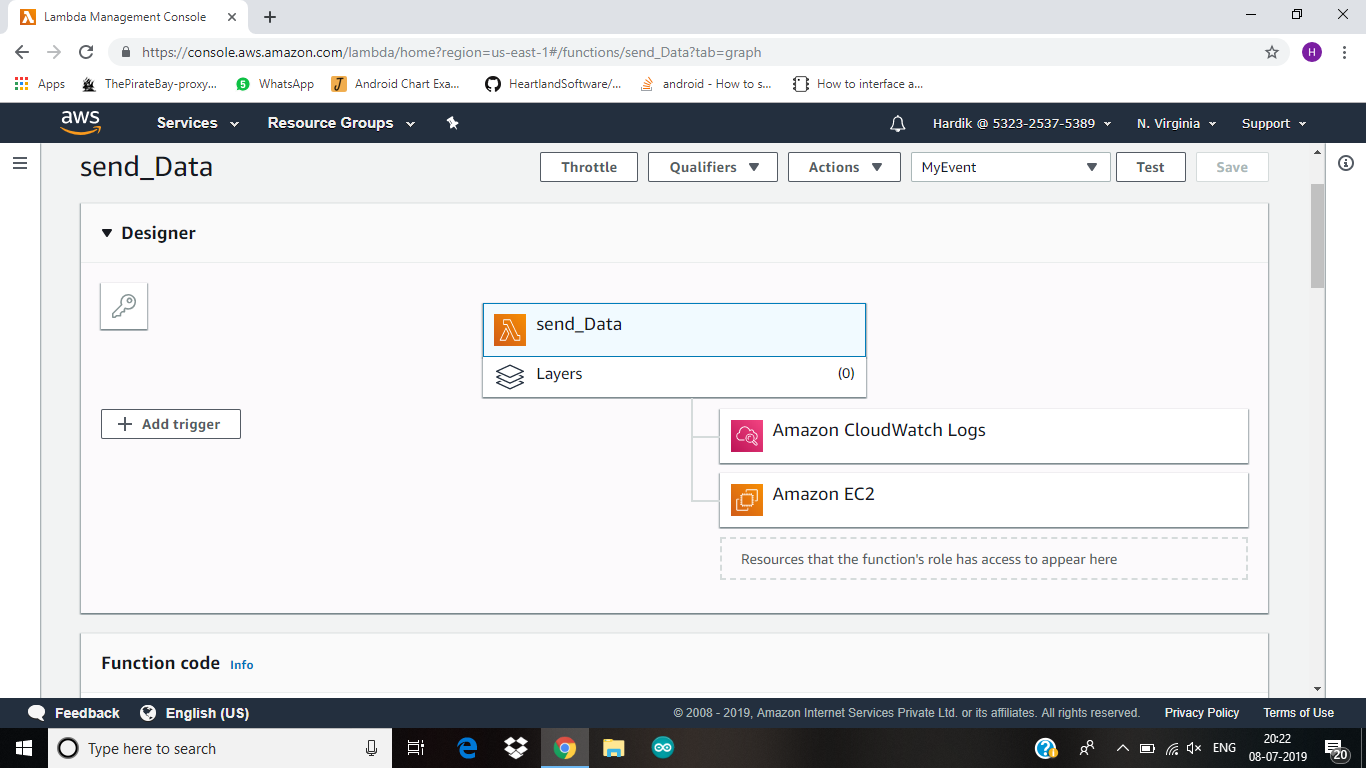 Lambda Management Console
https://console.aws.amazon.com/lambda/home?region=us-east-1#/functions/send_Data?tab=graph
H
Apps ThePirateBay-proxy... WhatsApp Android Chart Exa... HeartlandSoftware/... android - How to s... How to interface a...
aws Services Resource Groups Hardik @ 5323-2537-5389 N. Virginia Support
send_Data Throttle Qualifiers Actions MyEvent Test Save
Designer
send_Data
Layers (0)
Add trigger
Amazon CloudWatch Logs
Amazon EC2
Resources that the function's role has access to appear here
Function code Info
Feedback English (US) © 2008 - 2019, Amazon Internet Services Private Ltd. or its affiliates. All rights reserved. Privacy Policy Terms of Use
Type here to search ENG 20:22
08-07-2019 20